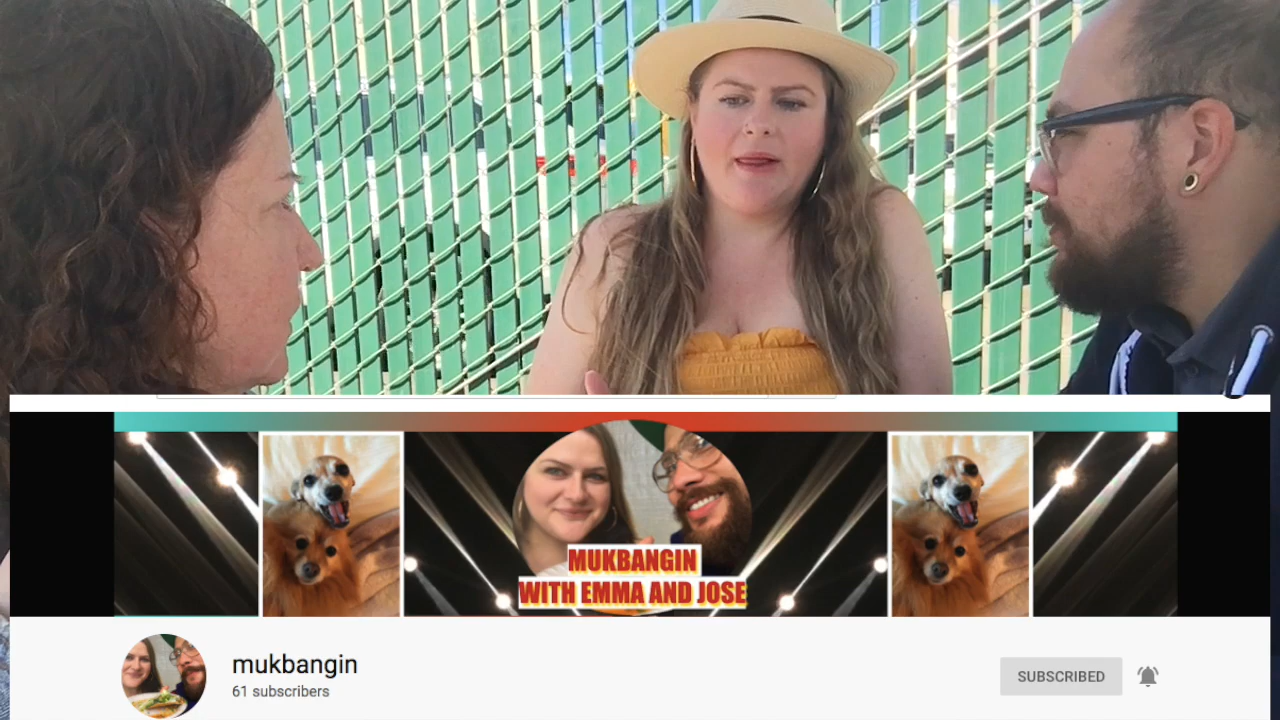 MUKBANGIN
WITH EMMA AND JOSE
mukbangin
61 subscribers
SUBSCRIBED